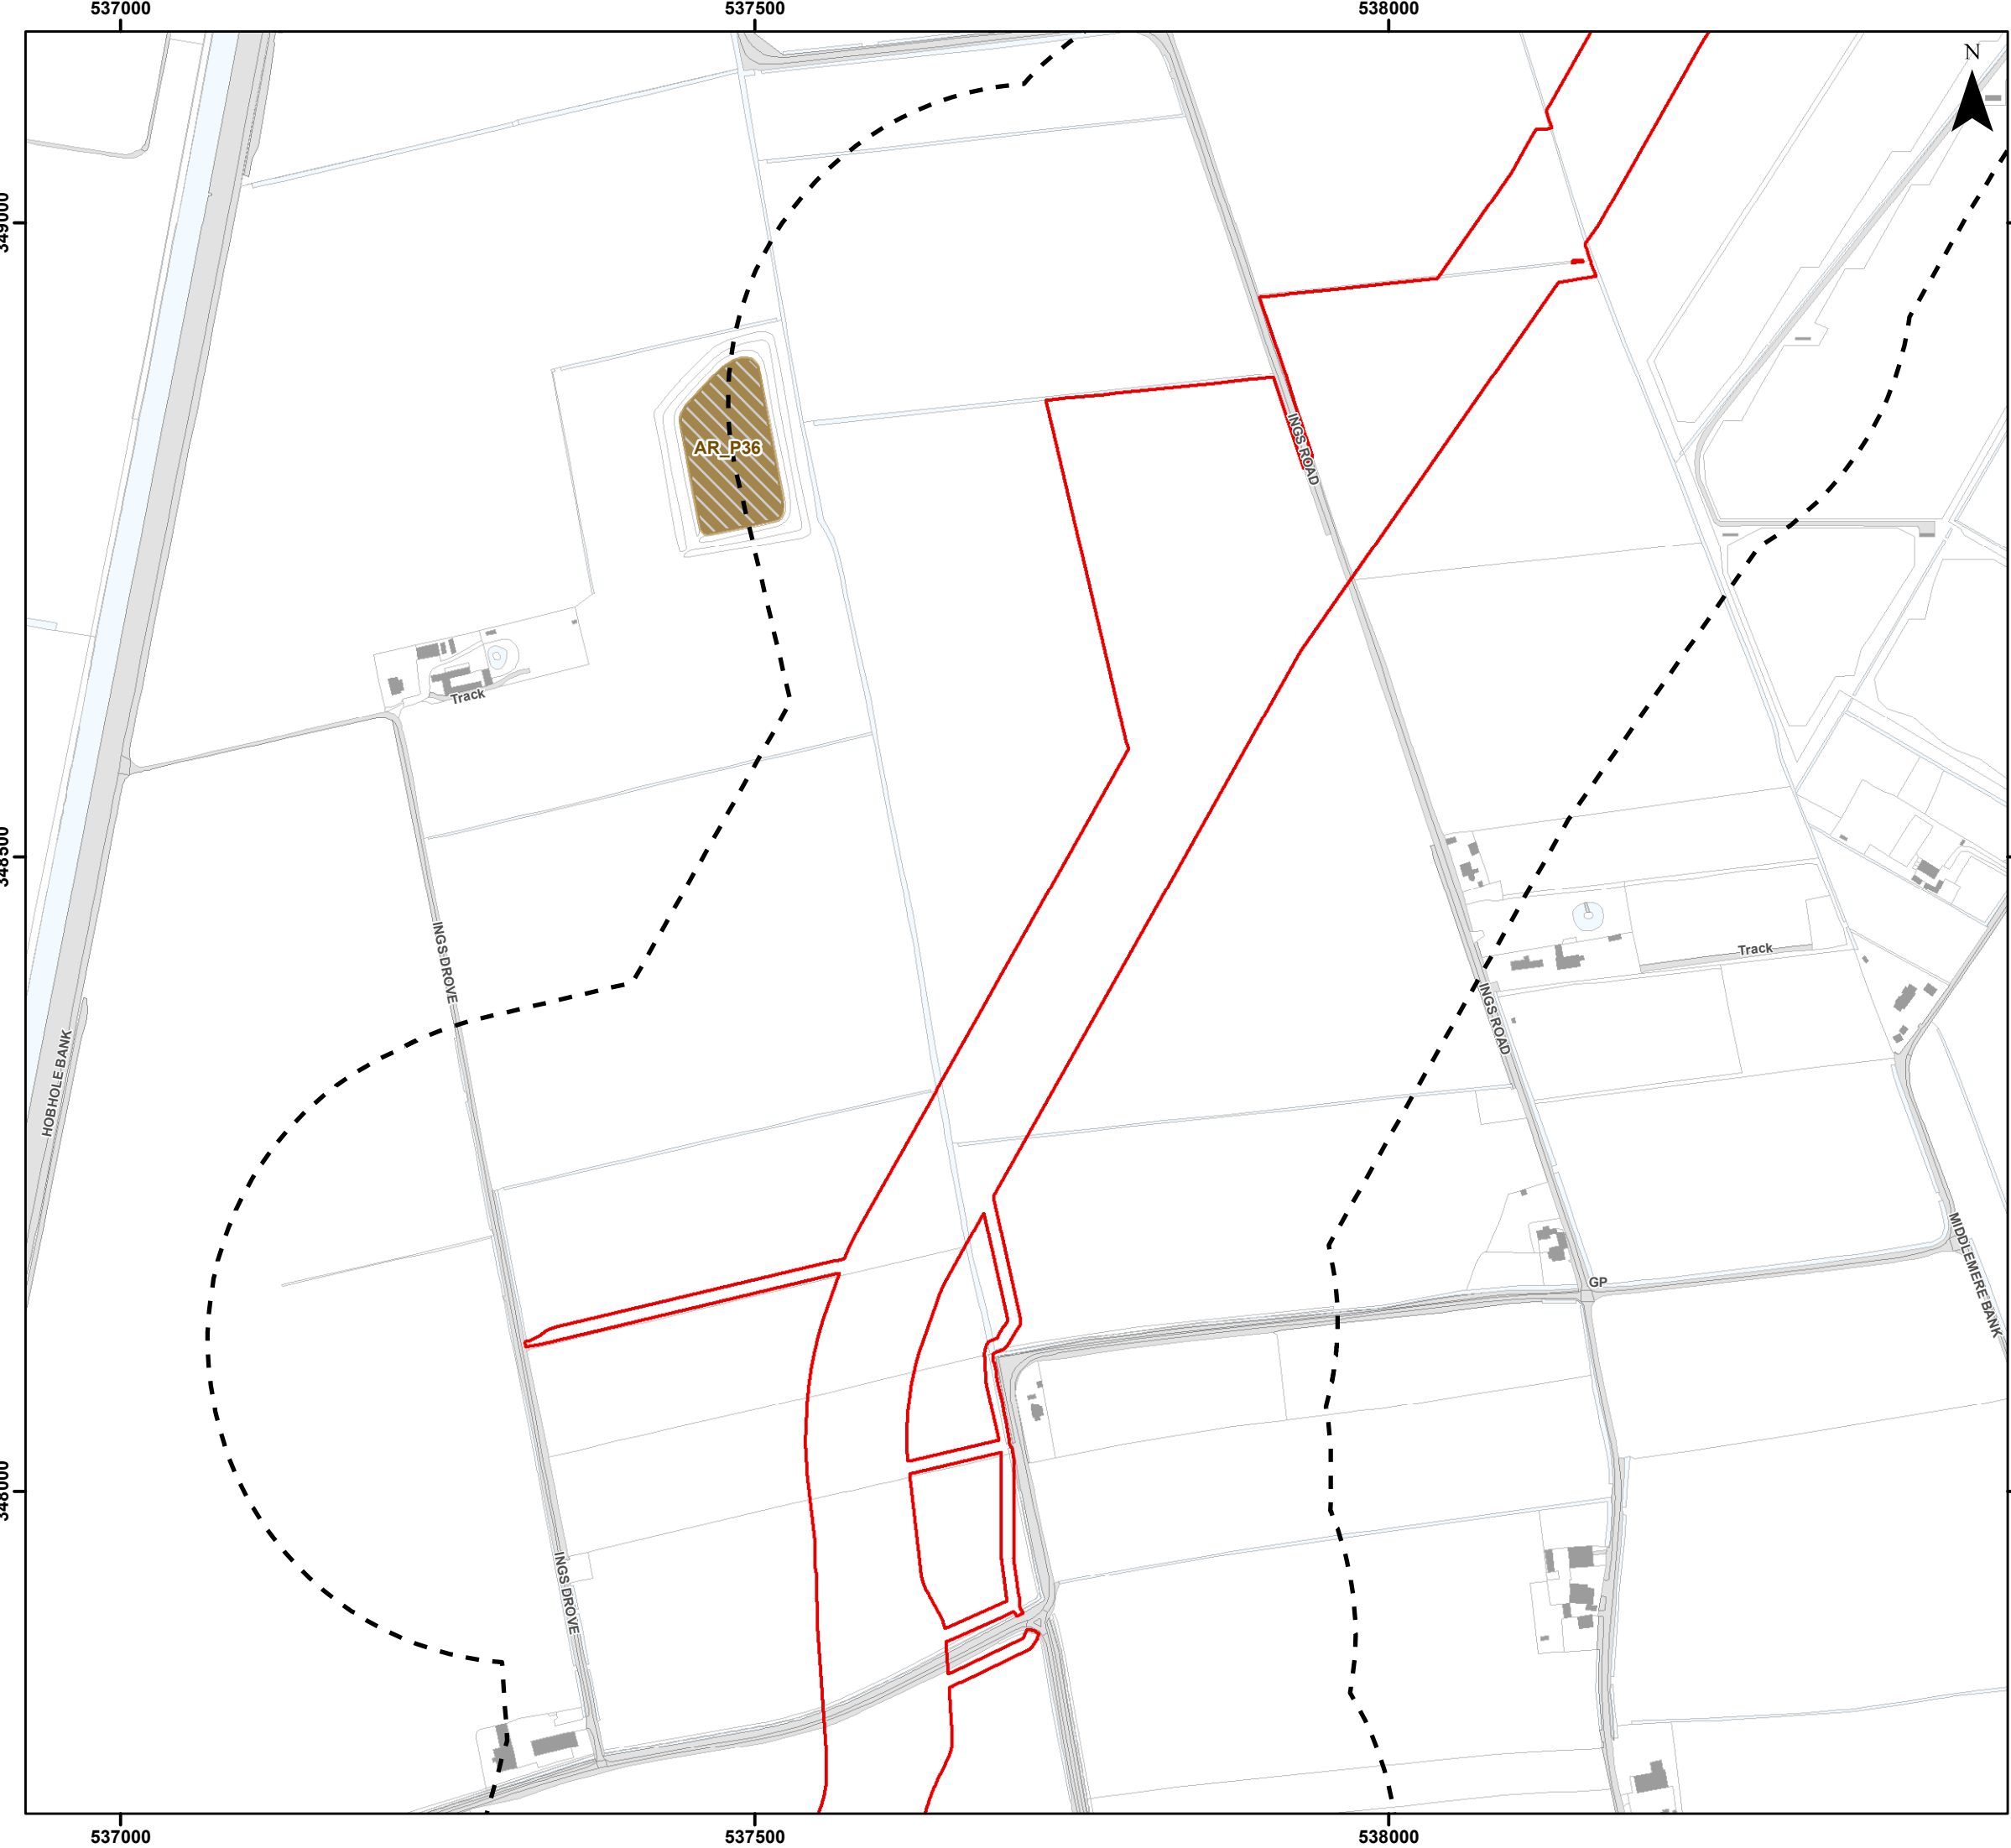 537000
537500
538000
N
349000
INGS ROAD
AR_P36
Track
348500
INGS DROVE
Track
INGS ROAD
HOBHOLE BANK
MIDDLEMERE BANK
GP
348000
INGS DROVE
537000
537500
538000